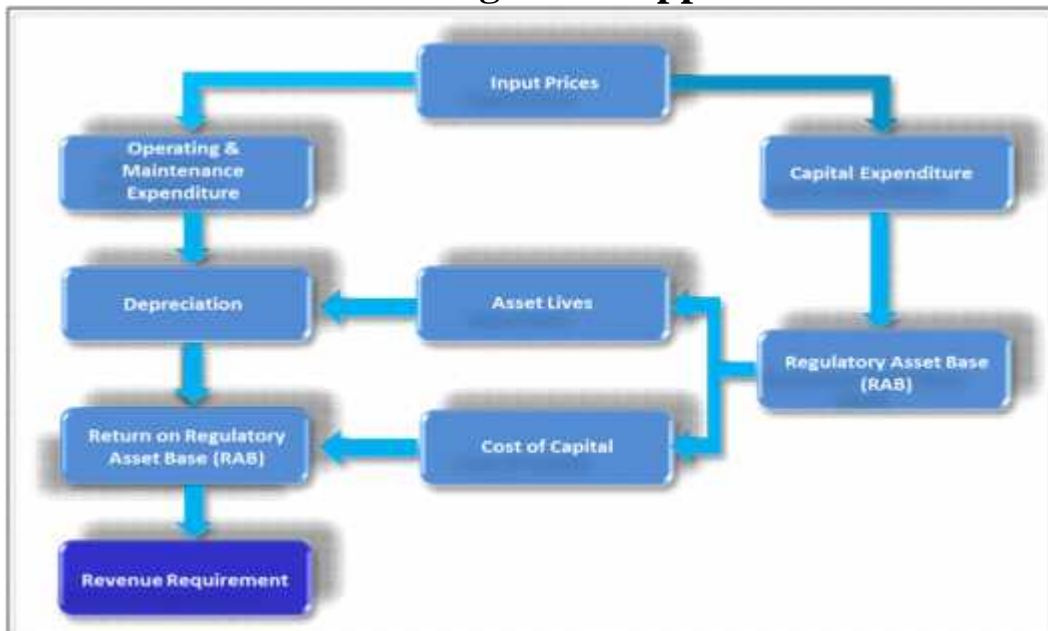 Input Prices
Operating &
Maintenance
Expenditure
Capital Expenditure
Depreciation
Asset Lives
Regulatory Asset Base
(RAB)
Return on Regulatory
Asset Base (RAB)
Cost of Capital
Revenue Requirement